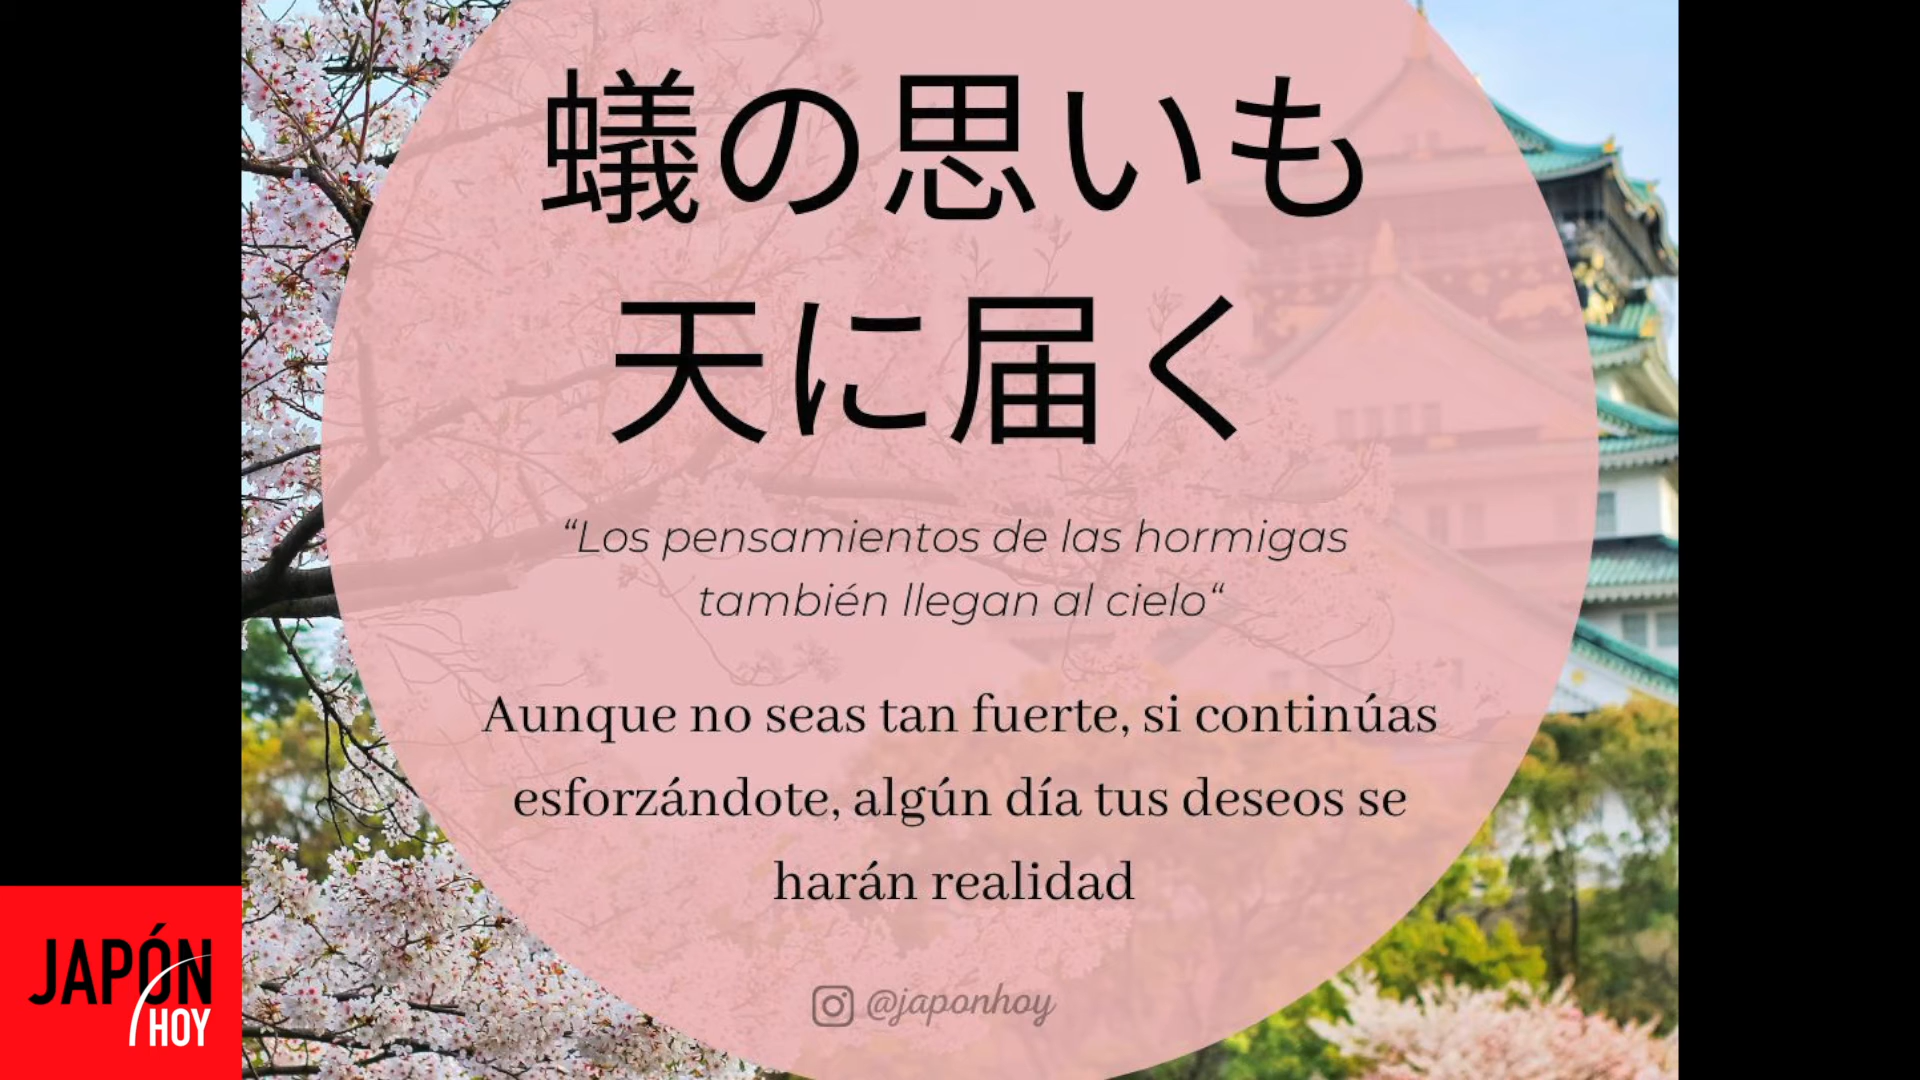 蟻の思いも
天に届く
“Los pensamientos de las hormigas
también llegan al cielo“
Aunque no seas tan fuerte, si continúas
esforzándote, algún día tus deseos se
harán realidad
@japonhoy
JAPÓN
HOY